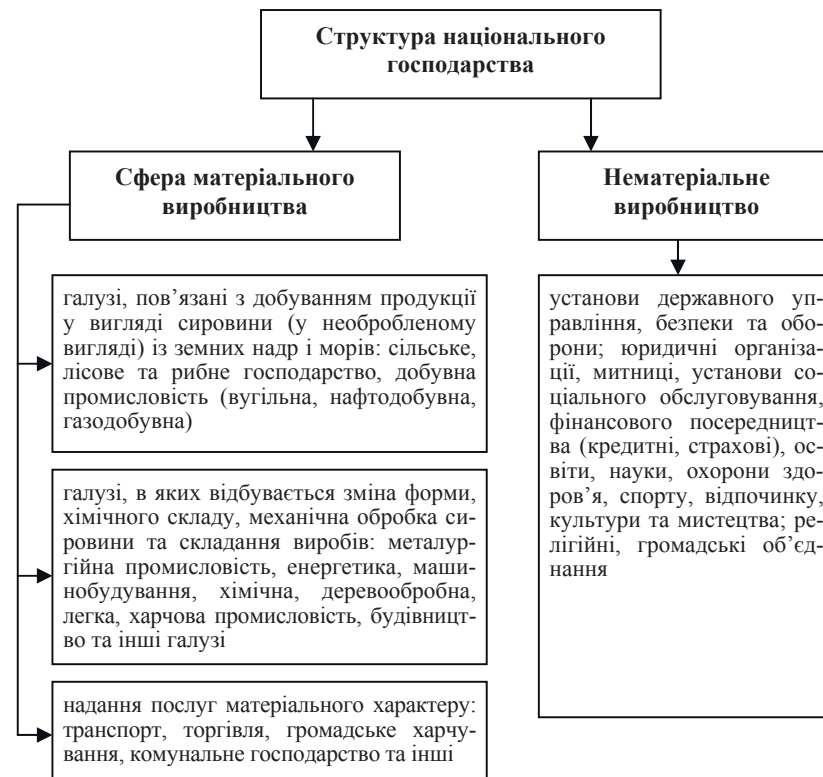 Структура національного
господарства
Сфера матеріального
виробництва
Нематеріальне
виробництво
галузі, пов’язані з добуванням продукції
у вигляді сировини (у необробленому
вигляді) із земних надр і морів: сільське,
лісове та рибне господарство, добувна
промисловість (вугільна, нафтодобувна,
газодобувна)
галузі, в яких відбувається зміна форми,
хімічного складу, механічна обробка си-
ровини та складання виробів: металур-
гійна промисловість, енергетика, маши-
нобудування, хімічна, деревообробна,
легка, харчова промисловість, будівницт-
во та інші галузі
надання послуг матеріального характеру:
транспорт, торгівля, громадське харчу-
вання, комунальне господарство та інші
установи державного уп-
равління, безпеки та обо-
рони; юридичні організа-
ції, митниці, установи со-
ціального обслуговування,
фінансового посередницт-
ва (кредитні, страхові), ос-
віти, науки, охорони здо-
ров’я, спорту, відпочинку,
культури та мистецтва; ре-
лігійні, громадські об’єд-
нання